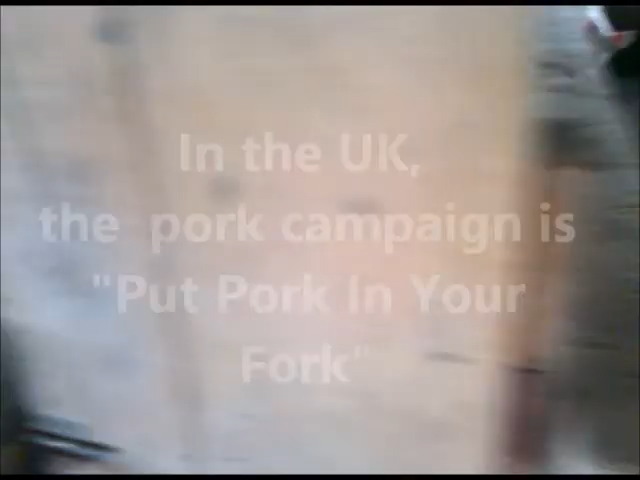 In the UK,
the pork campaign is
"Put Pork In Your
Fork"